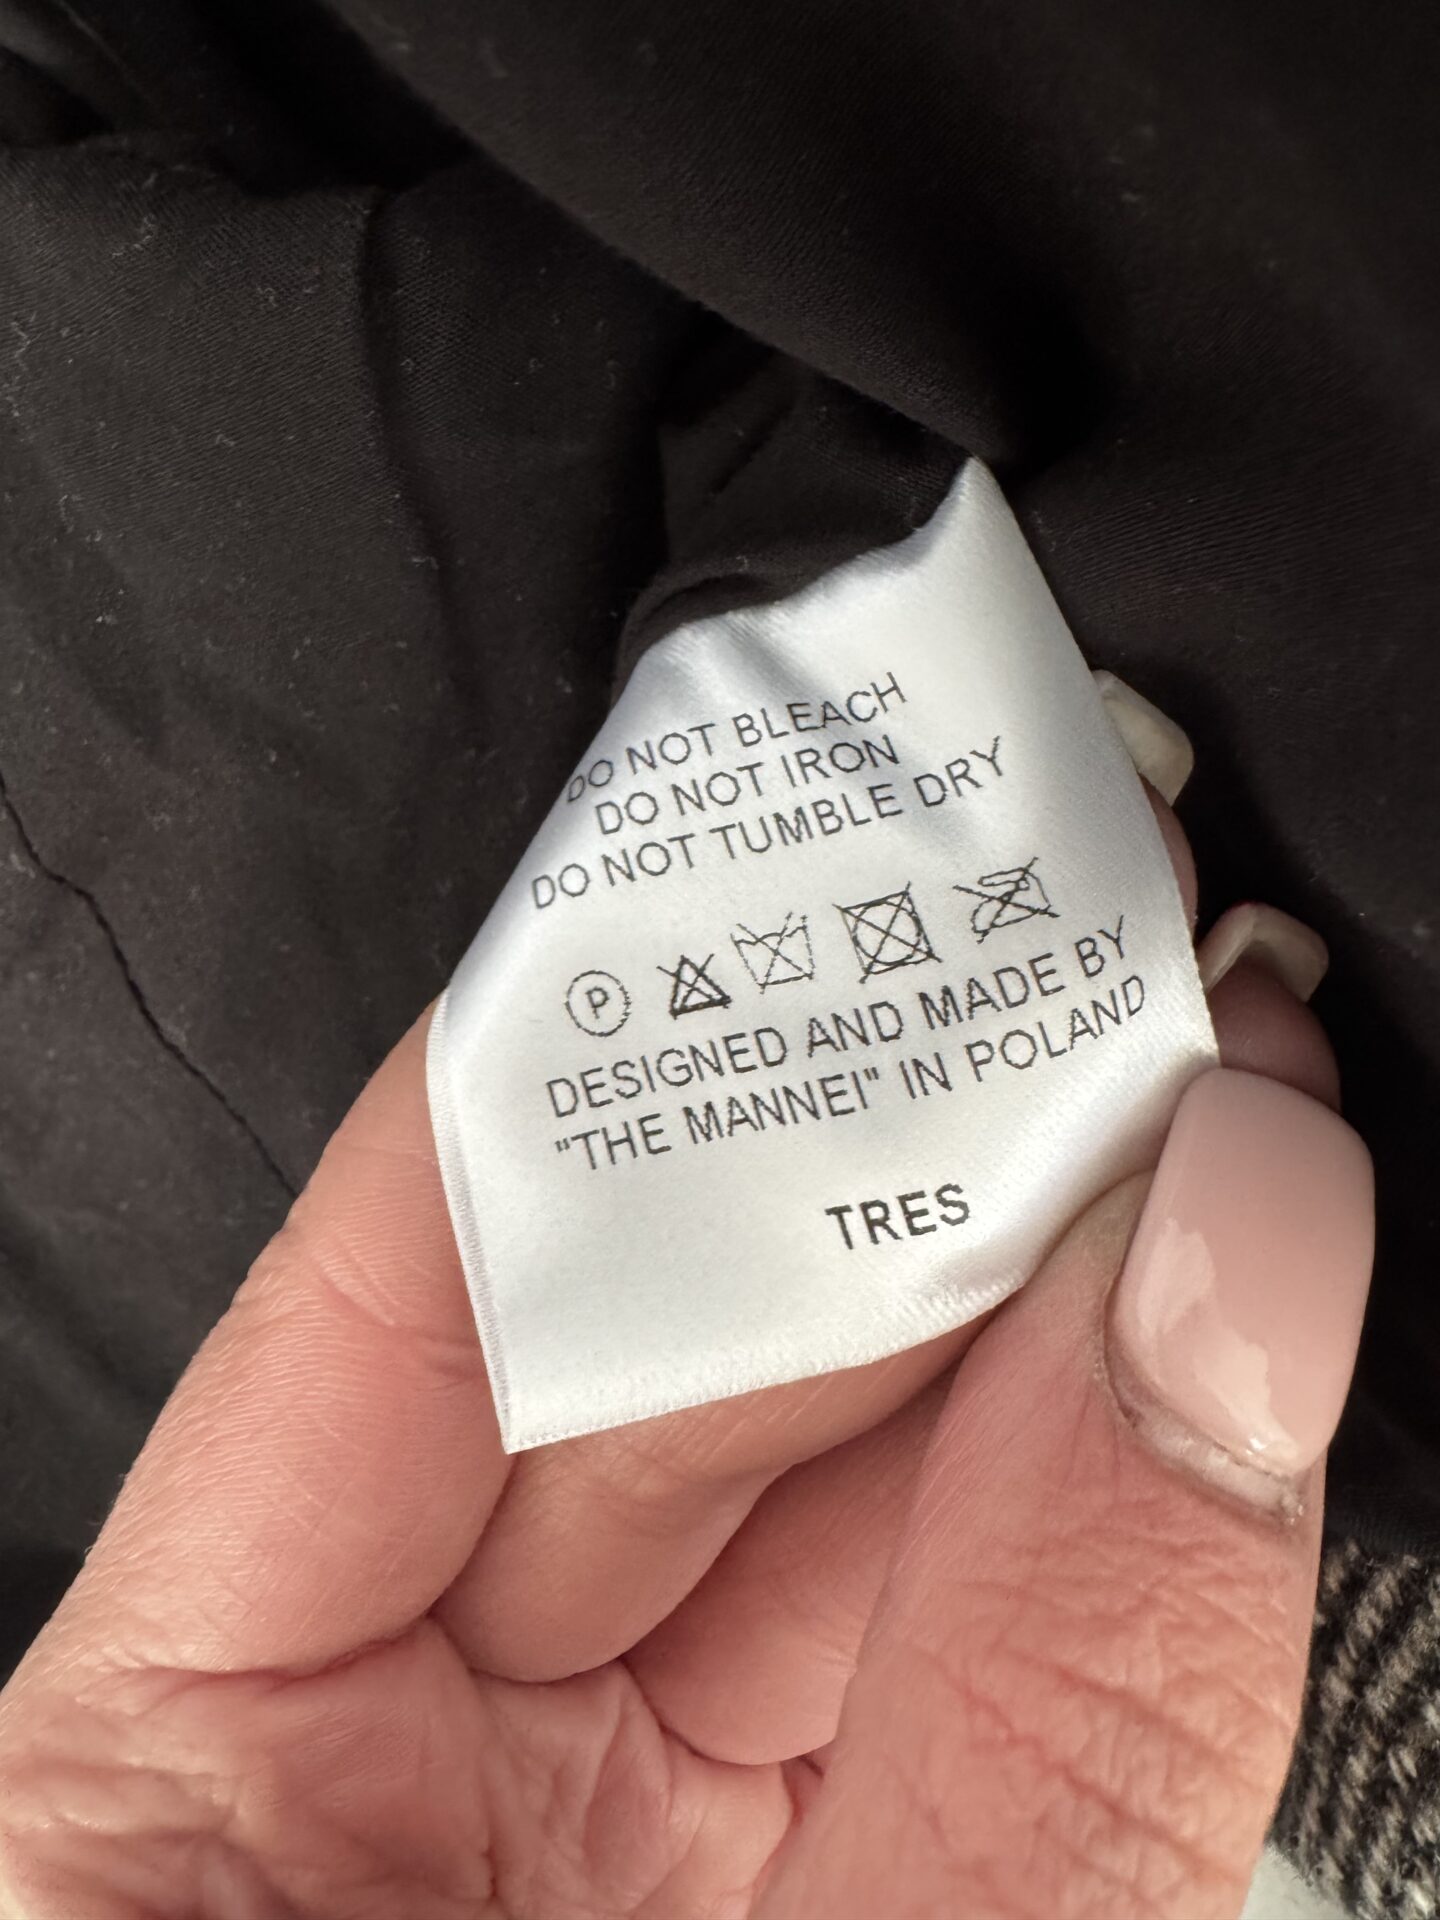 DO NOT BLEACH
DO NOT IRON
DO NOT TUMBLE DRY
P
DESIGNED AND MADE BY
"THE MANNEI" IN POLAND
TRES